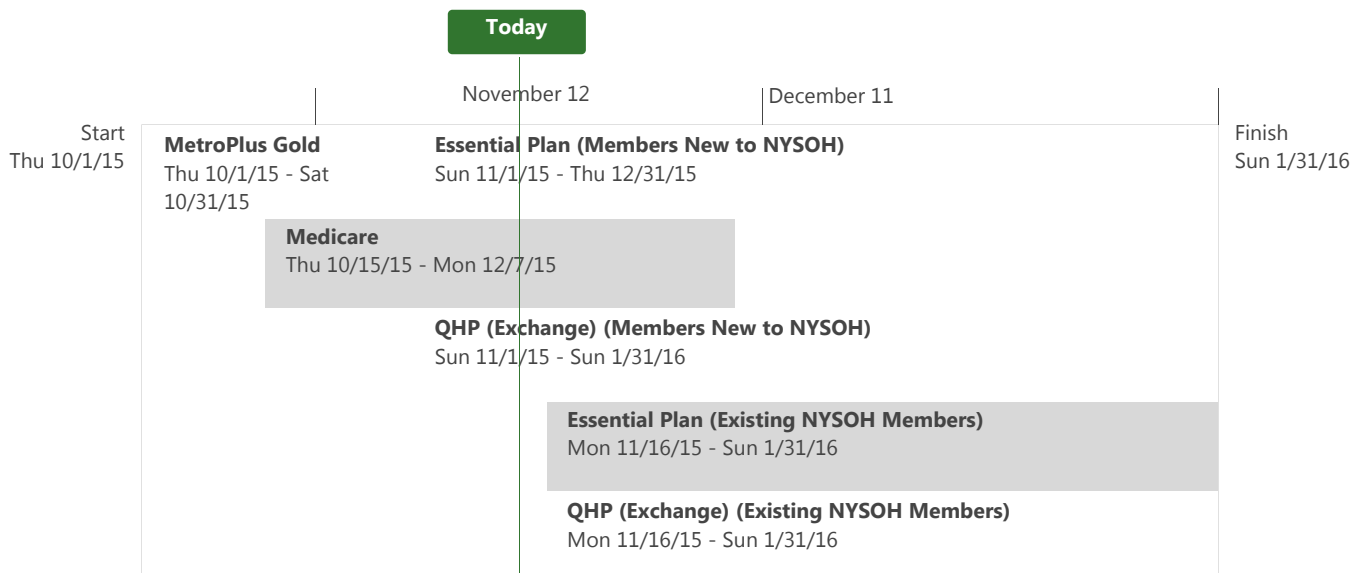 Today
November 12
December 11
Start
Thu 10/1/15
Finish
Sun 1/31/16
MetroPlus Gold
Thu 10/1/15 - Sat
10/31/15
Essential Plan (Members New to NYSOH)
Sun 11/1/15 - Thu 12/31/15
Medicare
Thu 10/15/15 - Mon 12/7/15
QHP (Exchange) (Members New to NYSOH)
Sun 11/1/15 - Sun 1/31/16
Essential Plan (Existing NYSOH Members)
Mon 11/16/15 - Sun 1/31/16
QHP (Exchange) (Existing NYSOH Members)
Mon 11/16/15 - Sun 1/31/16